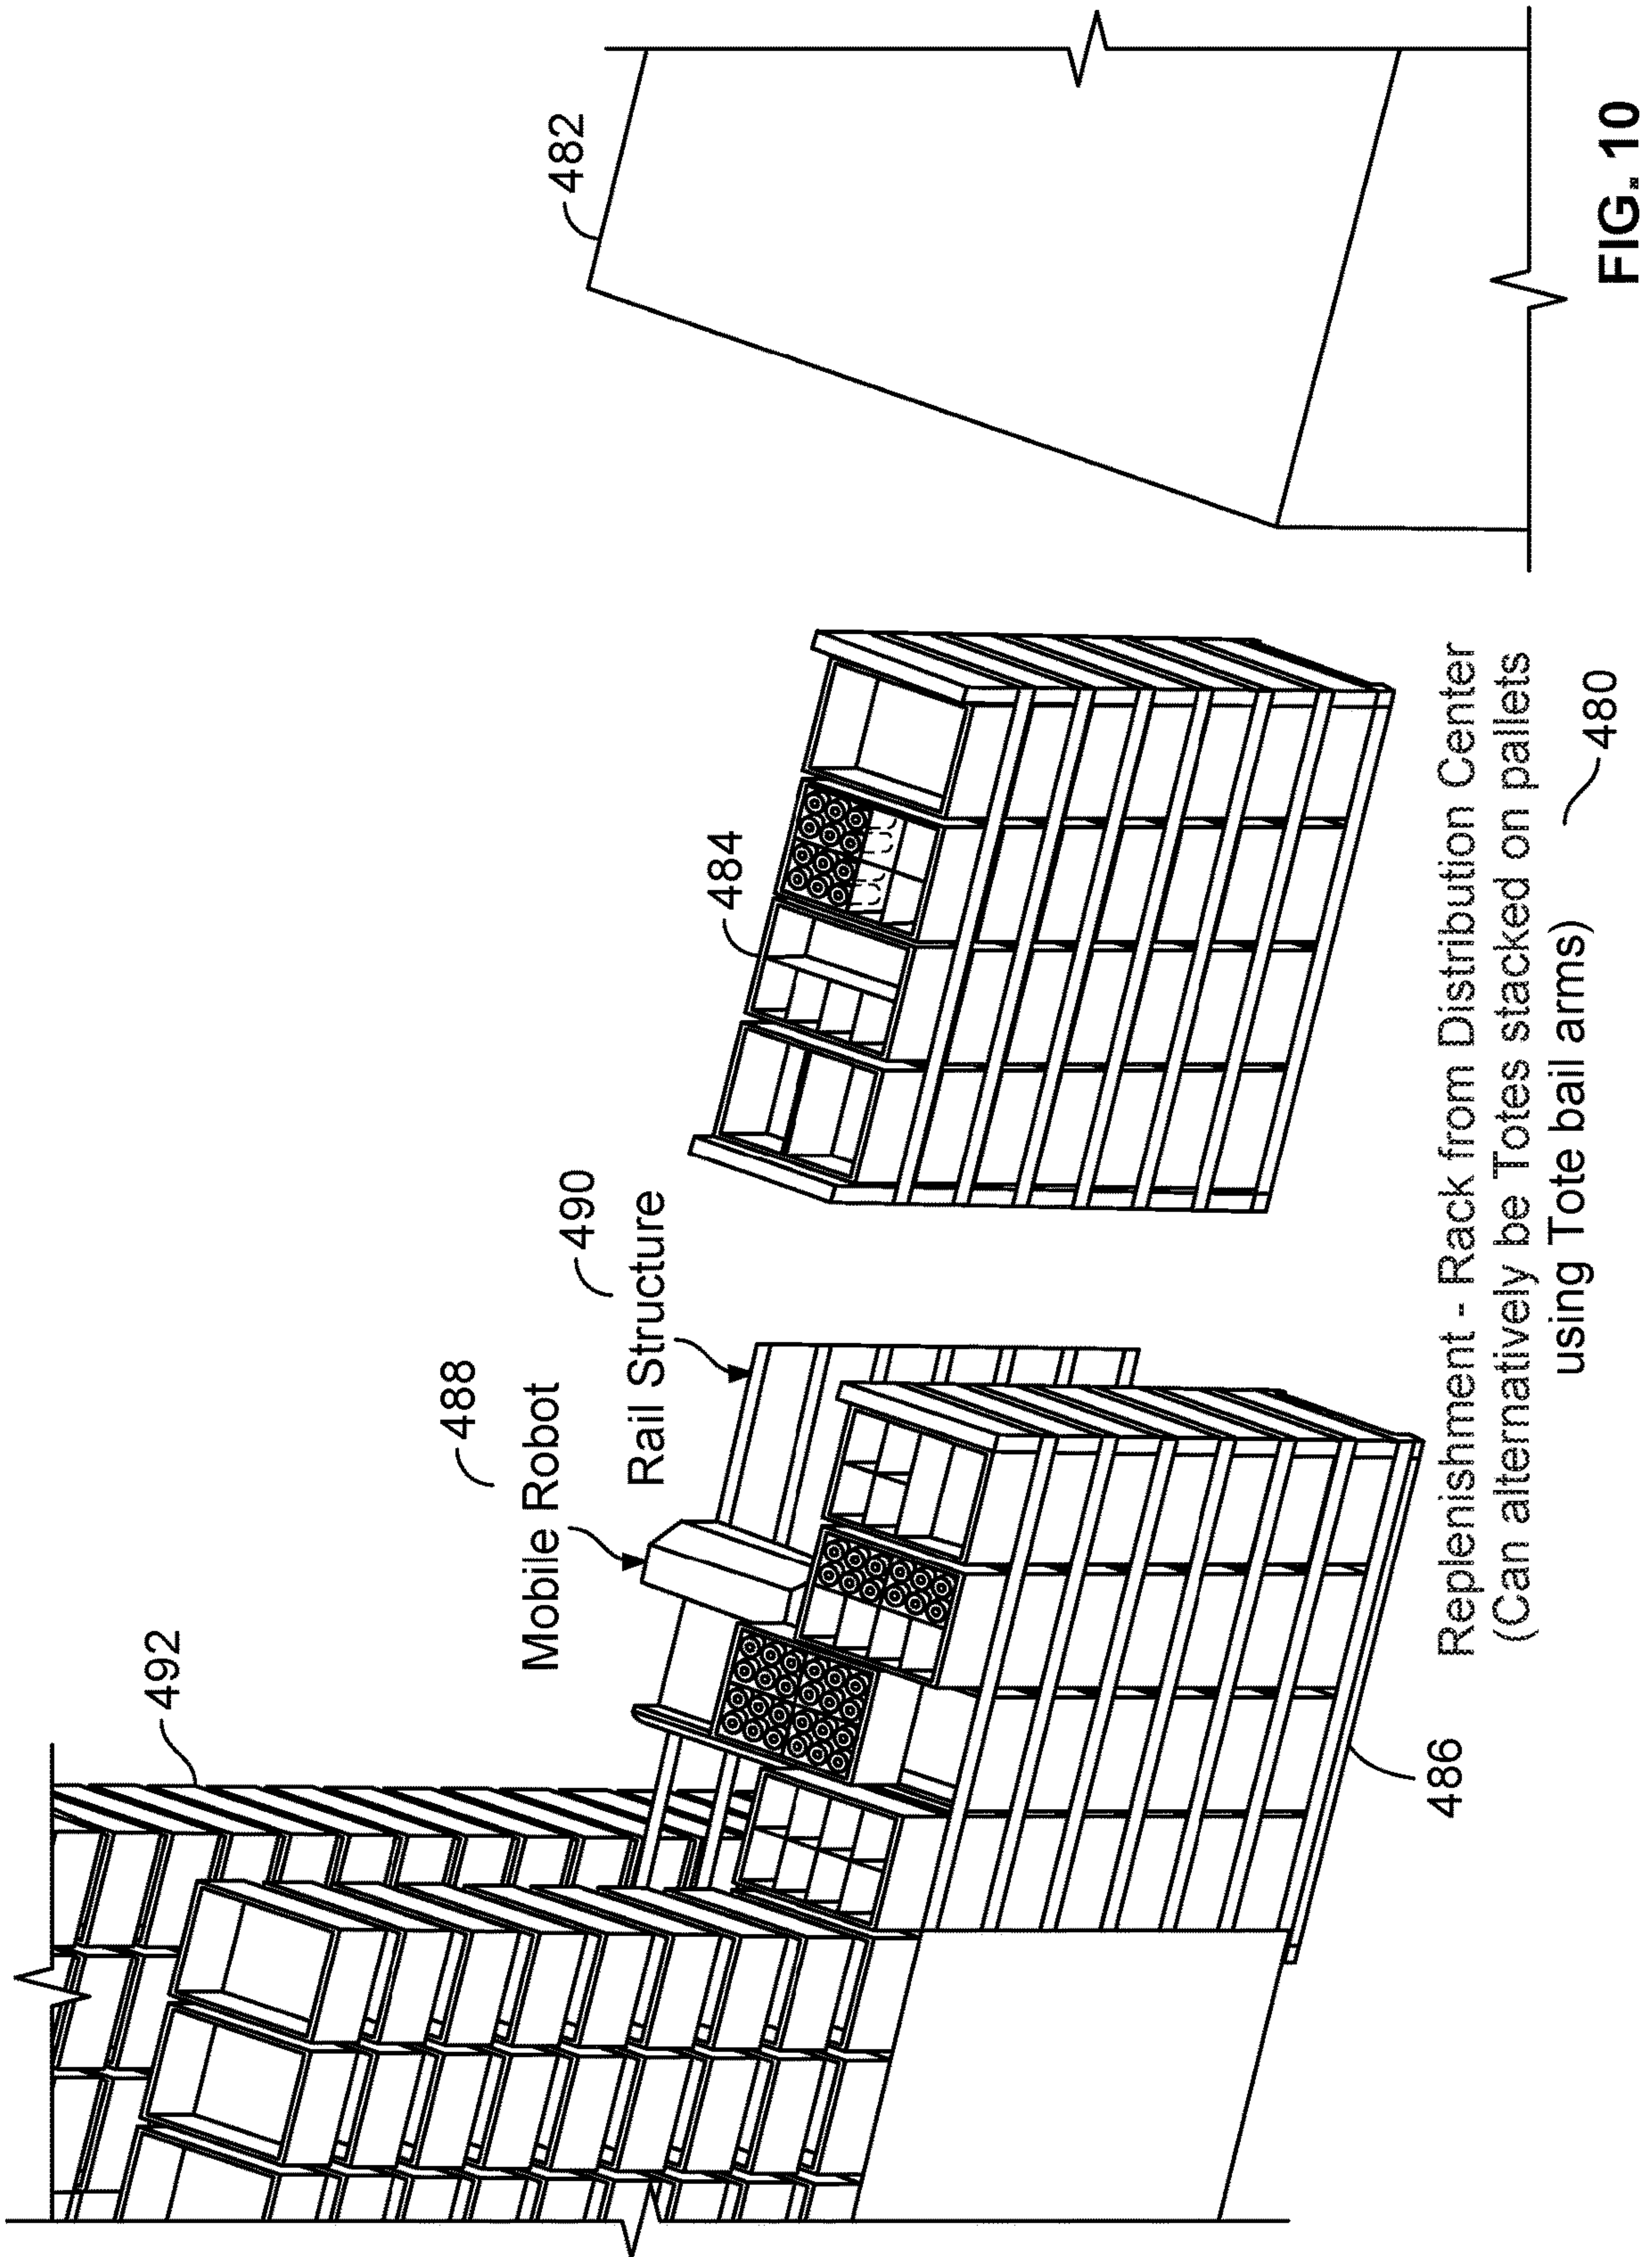 492
488
Mobile Robot
490
Rail Structure
484
482
486
Replenishment - Rack from Distribution Center
(Can alternatively be Totes stacked on pallets
using Tote bail arms)
480
FIG. 10